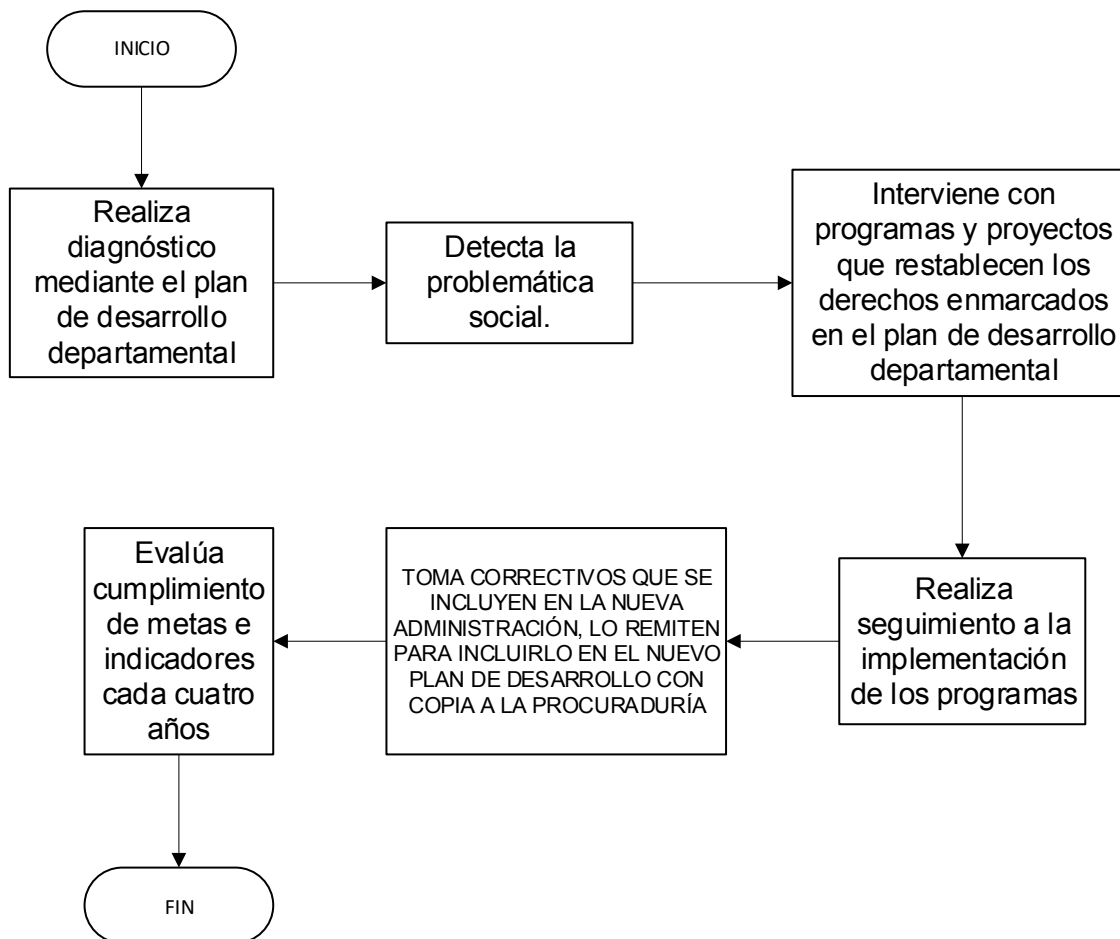 INICIO
Realiza
diagnóstico
mediante el plan
de desarrollo
departamental
Detecta la
problemática
social.
Interviene con
programas y proyectos
que restablecen los
derechos enmarcados
en el plan de desarrollo
departamental
Realiza
seguimiento a la
implementación
de los programas
TOMA CORRECTIVOS QUE SE
INCLUYEN EN LA NUEVA
ADMINISTRACIÓN, LO REMITEN
PARA INCLUIRLO EN EL NUEVO
PLAN DE DESARROLLO CON
COPIA A LA PROCURADURÍA
Evalúa
cumplimiento
de metas e
indicadores
cada cuatro
años
FIN